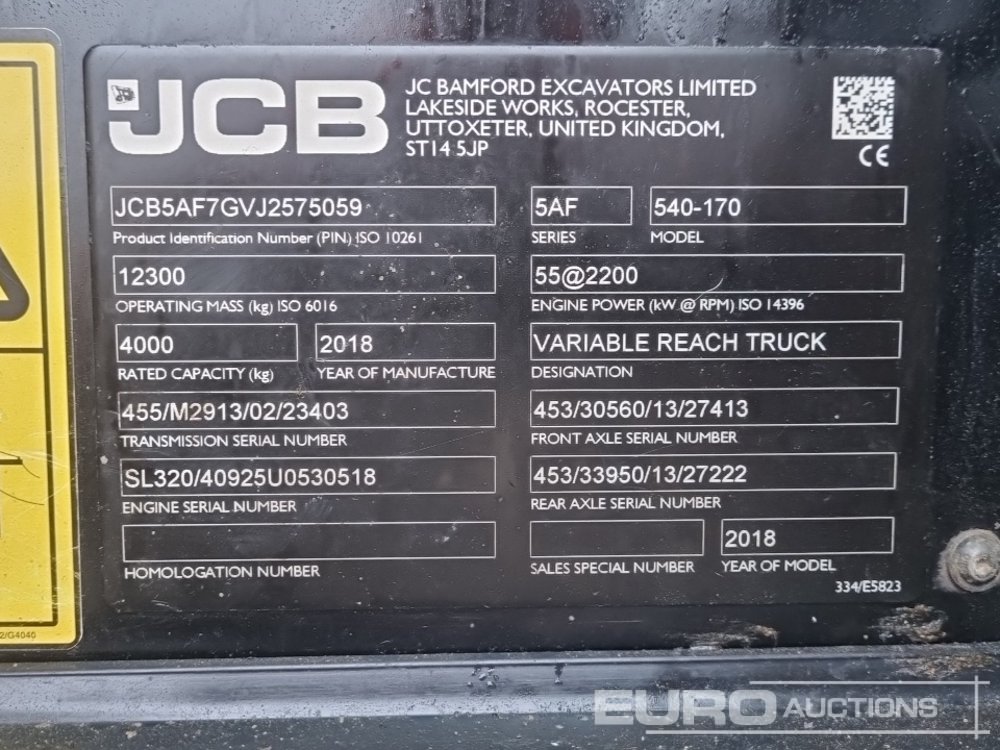 JCB
JC BAMFORD EXCAVATORS LIMITED
LAKESIDE WORKS, ROCESTER,
UTTOXETER, UNITED KINGDOM,
ST14 5JP
CE
JCB5AF7GVJ2575059
Product Identification Number (PIN) ISO 10261
5AF
SERIES
540-170
MODEL
12300
OPERATING MASS (kg) ISO 6016
55@2200
ENGINE POWER (kW @ RPM) ISO 14396
4000
RATED CAPACITY (kg)
2018
YEAR OF MANUFACTURE
VARIABLE REACH TRUCK
DESIGNATION
455/M2913/02/23403
TRANSMISSION SERIAL NUMBER
453/30560/13/27413
FRONT AXLE SERIAL NUMBER
SL320/40925U0530518
ENGINE SERIAL NUMBER
453/33950/13/27222
REAR AXLE SERIAL NUMBER
HOMOLOGATION NUMBER
SALES SPECIAL NUMBER
2018
YEAR OF MODEL
334/E5823
2/G4040
EURO AUCTIONS